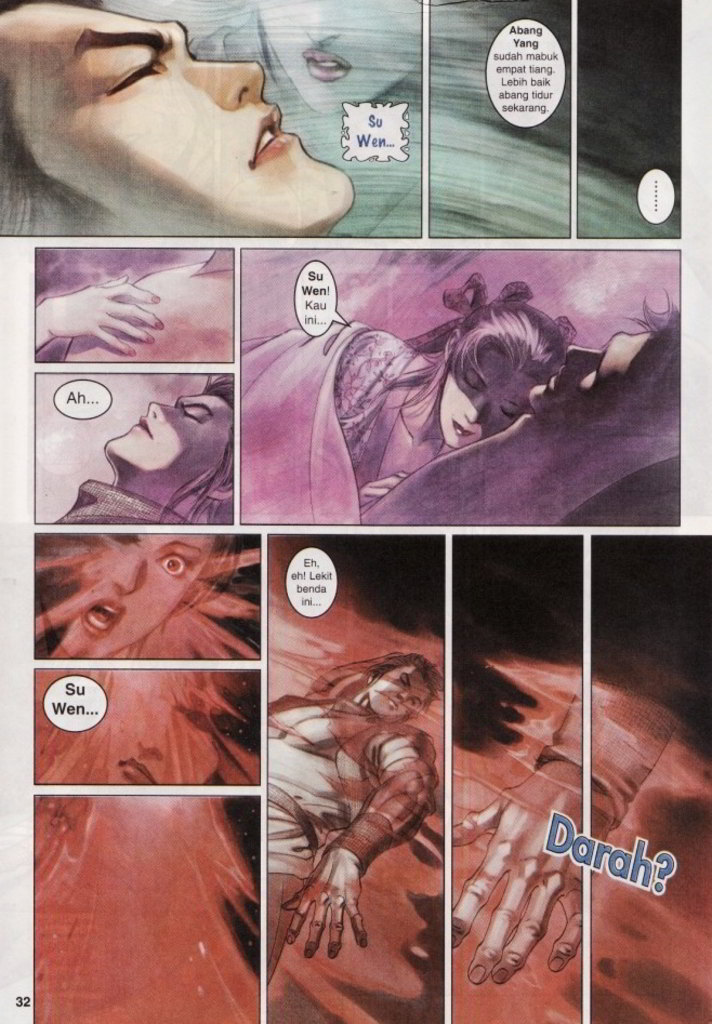 Su
Wen...
Abang
Yang
sudah mabuk
empat tiang.
Lebih baik
abang tidur
sekarang.
.......
Su
Wen!
Kau
ini...
Ah...
Eh,
eh! Lekit
benda
ini...
Su
Wen...
Darah?
32